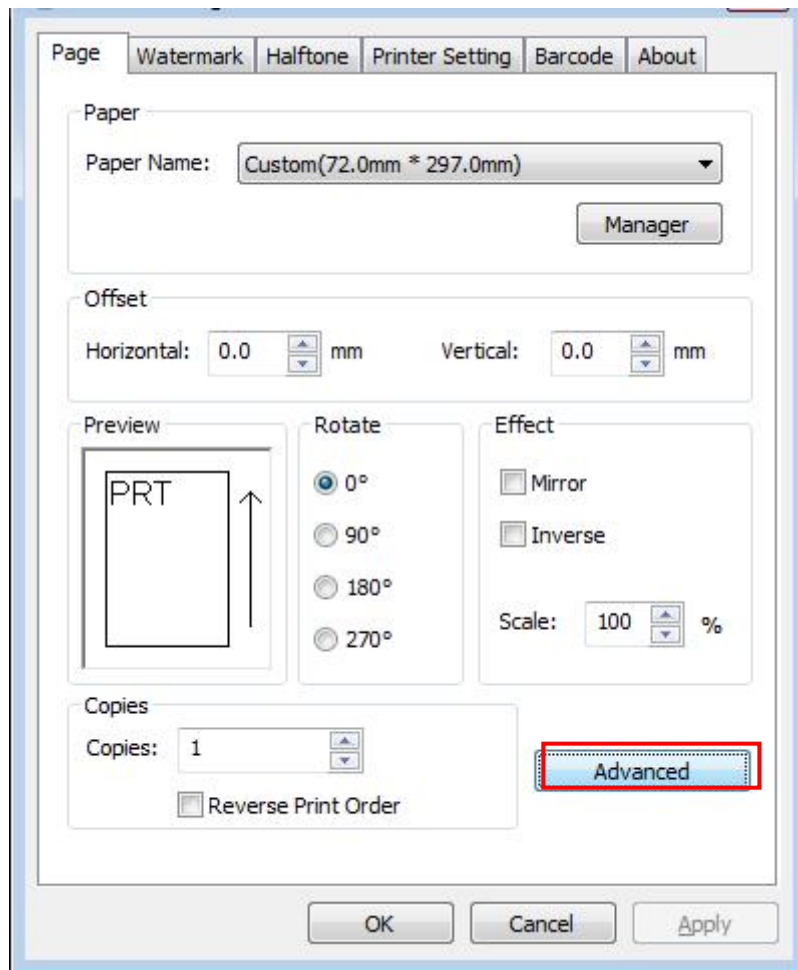 Page Watermark Halftone Printer Setting Barcode About
Paper
Paper Name: Custom(72.0mm * 297.0mm)
Manager
Offset
Horizontal: 0.0 mm Vertical: 0.0 mm
Preview Rotate Effect
PRT
0°
90°
180°
270°
Mirror
Inverse
Scale: 100 %
Copies
Copies: 1
Reverse Print Order
Advanced
OK Cancel Apply